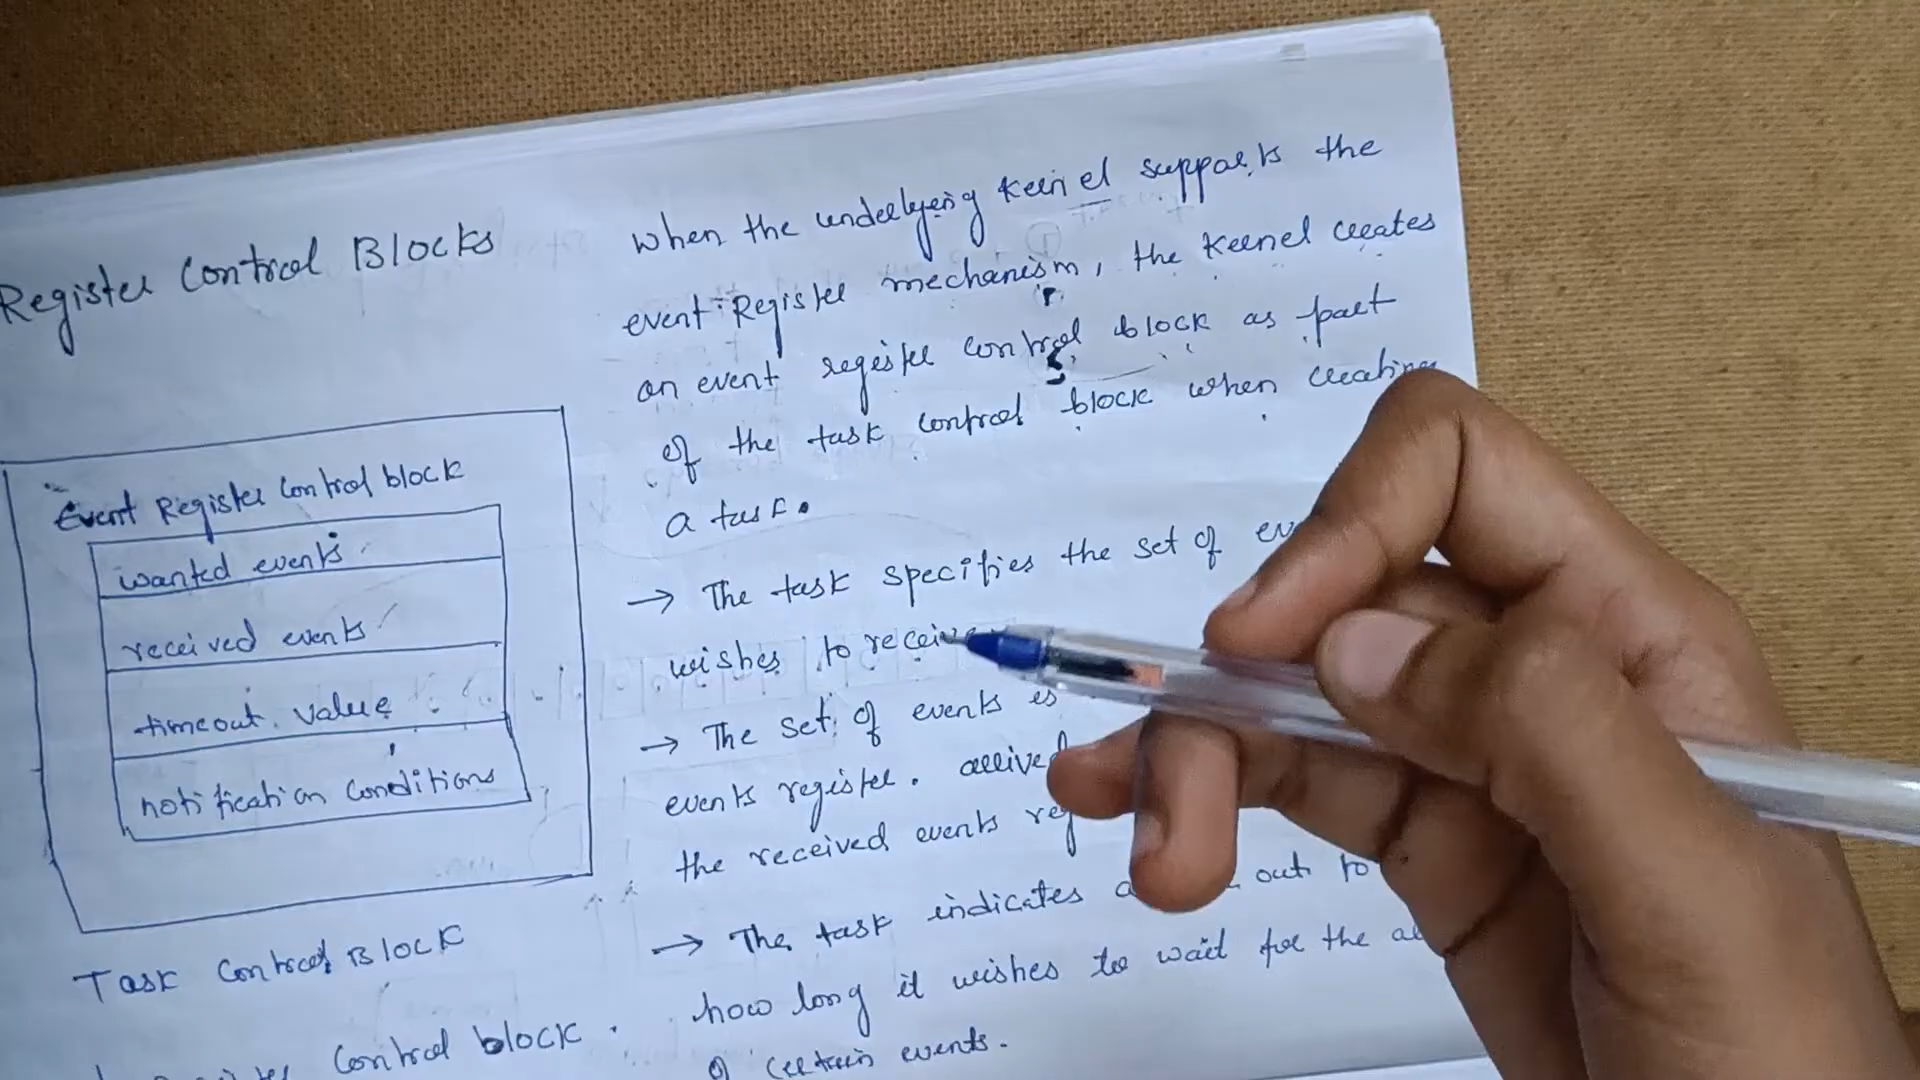 Register Control Blocks
Event Register Control block
wanted events
received events
timeout value
notification conditions
Task Control Block
Control block.
when the underlying Kernel supports the
event Register mechanism, the Kernel creates
an event register control block as part
of the task control block when creating
a task.
→ The task specifies the set of
wishes to receive
→ The set of events is
events register. arrived
the received events
→ The task indicates a out to
how long it wishes to wait for the
of certain events.